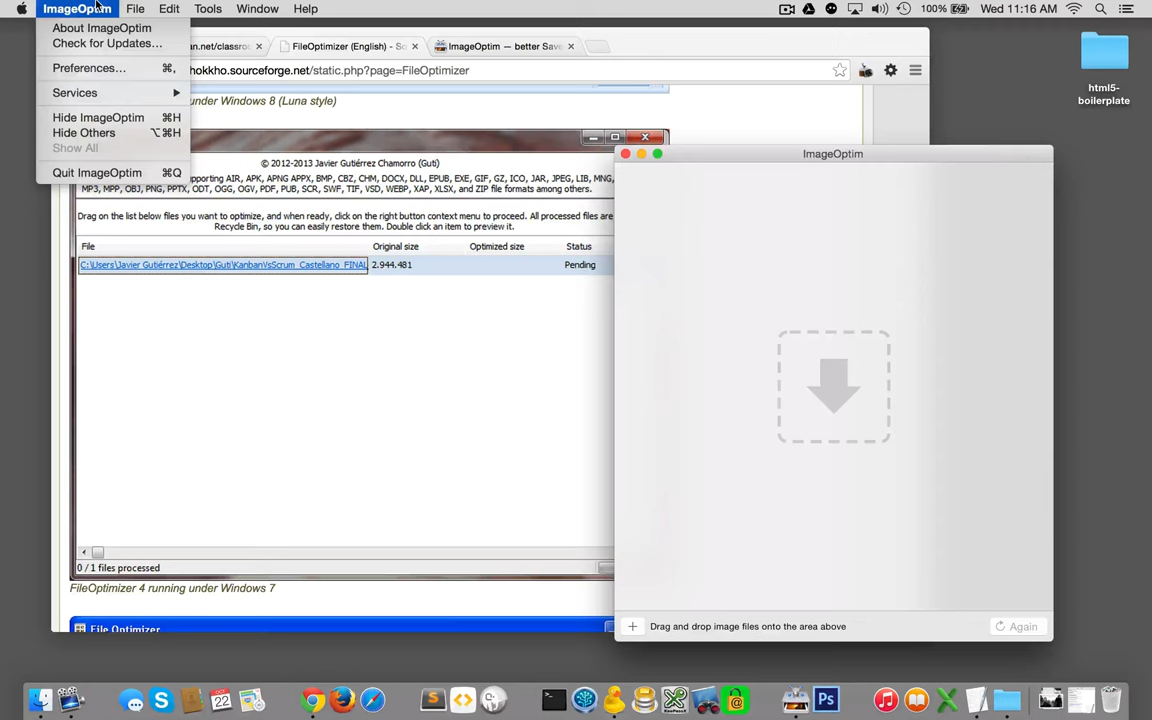 ImageOptim File Edit Tools Window Help 100% Wed 11:16 AM
About ImageOptim
Check for Updates...
Preferences... ⌘,
Services
Hide ImageOptim ⌘H
Hide Others ⌥⌘H
Show All
Quit ImageOptim ⌘Q
an.net/classroo × FileOptimizer (English) - So × ImageOptim — better Save ×
hokkho.sourceforge.net/static.php?page=FileOptimizer
under Windows 8 (Luna style)
© 2012-2013 Javier Gutiérrez Chamorro (Guti)
pporting AIR, APK, APNG APPX, BMP, CBZ, CHM, DOCX, DLL, EPUB, EXE, GIF, GZ, ICO, JAR, JPEG, LIB, MNG,
MP3, MPP, OBJ, PNG, PPTX, ODT, OGG, OGV, PDF, PUB, SCR, SWF, TIF, VSD, WEBP, XAP, XLSX, and ZIP file formats among others.
Drag on the list below files you want to optimize, and when ready, click on the right button context menu to proceed. All processed files are
Recycle Bin, so you can easily restore them. Double click an item to preview it.
File Original size Optimized size Status
C:\Users\Javier Gutiérrez\Desktop\Guti\KanbanVsScrum_Castellano_FINAL 2.944.481 Pending
0 / 1 files processed
FileOptimizer 4 running under Windows 7
File Optimizer
ImageOptim
Drag and drop image files onto the area above
Again
html5-
boilerplate
OCT
22
Ps